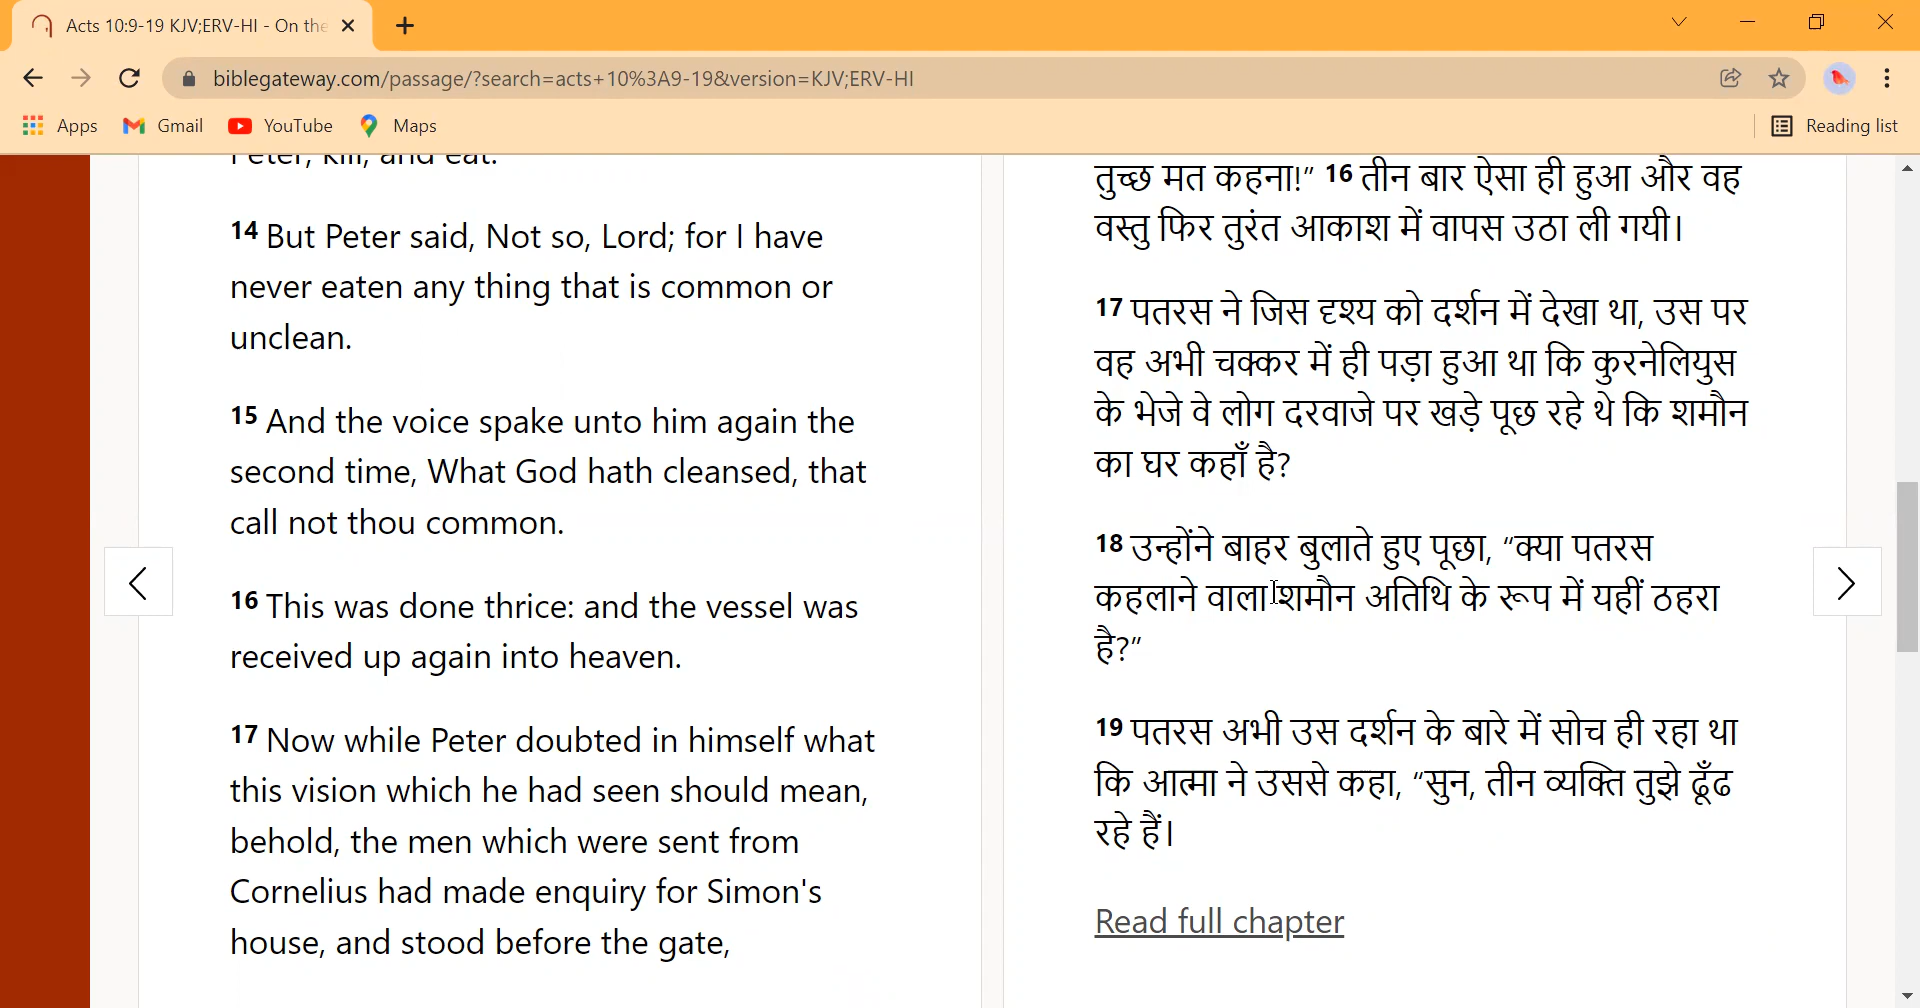 Acts 10:9-19 KJV;ERV-HI - On the
biblegateway.com/passage/?search=acts+10%3A9-19&version=KJV;ERV-HI
Apps Gmail YouTube Maps Reading list
Peter; kill, and eat.
14 But Peter said, Not so, Lord; for I have
never eaten any thing that is common or
unclean.
15 And the voice spake unto him again the
second time, What God hath cleansed, that
call not thou common.
16 This was done thrice: and the vessel was
received up again into heaven.
17 Now while Peter doubted in himself what
this vision which he had seen should mean,
behold, the men which were sent from
Cornelius had made enquiry for Simon's
house, and stood before the gate,
तुच्छ मत कहना!” 16 तीन बार ऐसा ही हुआ और वह
वस्तु फिर तुरंत आकाश में वापस उठा ली गयी।
17 पतरस ने जिस दृश्य को दर्शन में देखा था, उस पर
वह अभी चक्कर में ही पड़ा हुआ था कि कुरनेलियुस
के भेजे वे लोग दरवाजे पर खड़े पूछ रहे थे कि शमौन
का घर कहाँ है?
18 उन्होंने बाहर बुलाते हुए पूछा, “क्या पतरस
कहलाने वाला शमौन अतिथि के रूप में यहीं ठहरा
है?”
19 पतरस अभी उस दर्शन के बारे में सोच ही रहा था
कि आत्मा ने उससे कहा, “सुन, तीन व्यक्ति तुझे ढूँढ
रहे हैं।
Read full chapter